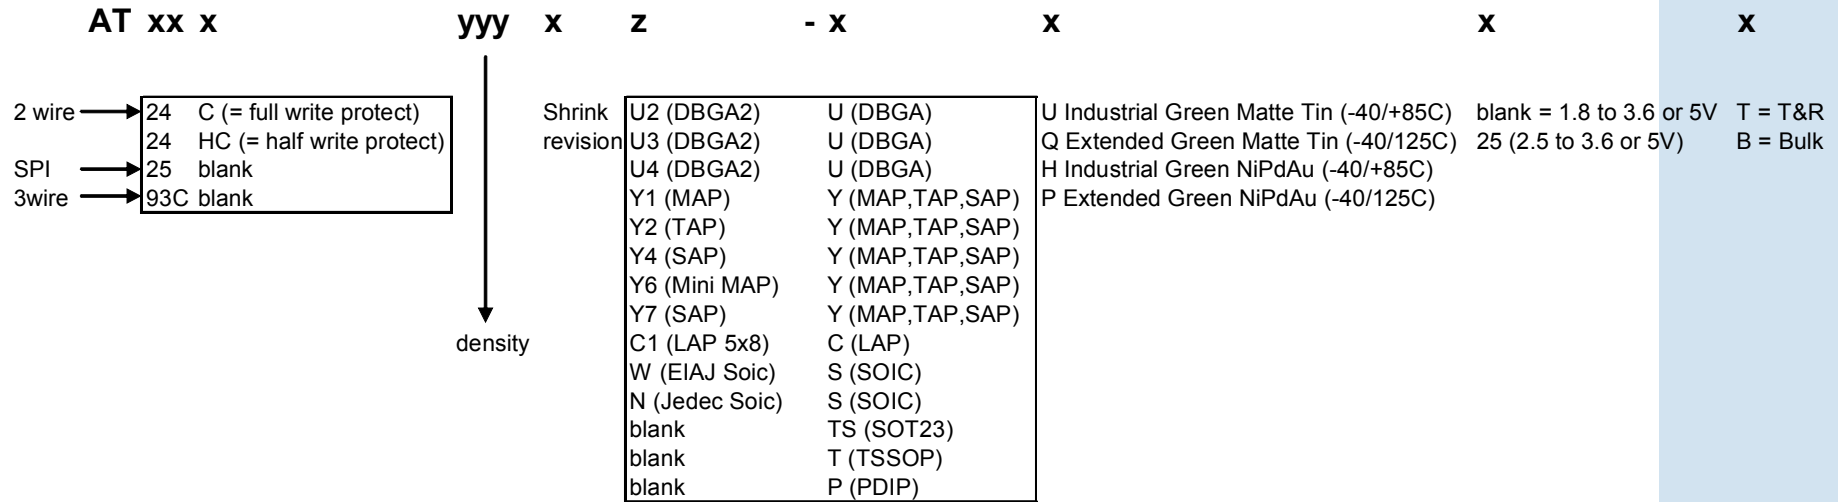 AT xx x yyy x z - x x x x
2 wire 24 C (= full write protect) Shrink U2 (DBGA2) U (DBGA) U Industrial Green Matte Tin (-40/+85C) blank = 1.8 to 3.6 or 5V T = T&R
24 HC (= half write protect) revision U3 (DBGA2) U (DBGA) Q Extended Green Matte Tin (-40/125C) 25 (2.5 to 3.6 or 5V) B = Bulk
SPI 25 blank U4 (DBGA2) U (DBGA) H Industrial Green NiPdAu (-40/+85C)
3wire 93C blank Y1 (MAP) Y (MAP,TAP,SAP) P Extended Green NiPdAu (-40/125C)
Y2 (TAP) Y (MAP,TAP,SAP)
Y4 (SAP) Y (MAP,TAP,SAP)
Y6 (Mini MAP) Y (MAP,TAP,SAP)
Y7 (SAP) Y (MAP,TAP,SAP)
density C1 (LAP 5x8) C (LAP)
W (EIAJ Soic) S (SOIC)
N (Jedec Soic) S (SOIC)
blank TS (SOT23)
blank T (TSSOP)
blank P (PDIP)